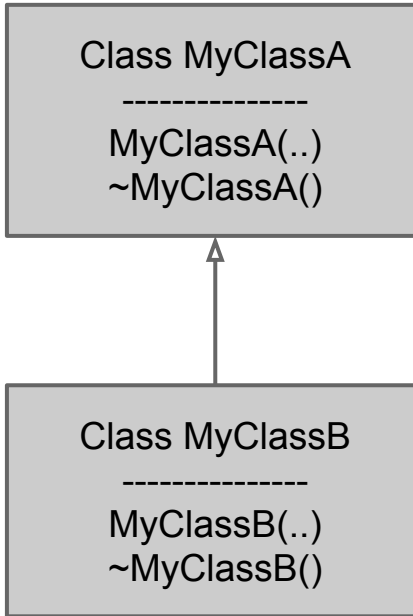 Class MyClassA
---------------
MyClassA(..)
~MyClassA()
Class MyClassB
---------------
MyClassB(..)
~MyClassB()